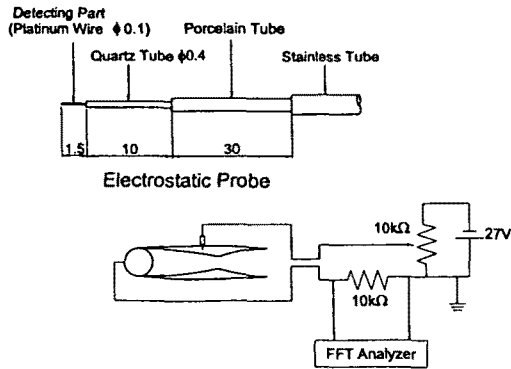 Detecting Part
(Platinum Wire ϕ0.1)
Porcelain Tube
Quartz Tube ϕ0.4
Stainless Tube
1.5
10
30
Electrostatic Probe
10kΩ
27V
10kΩ
FFT Analyzer